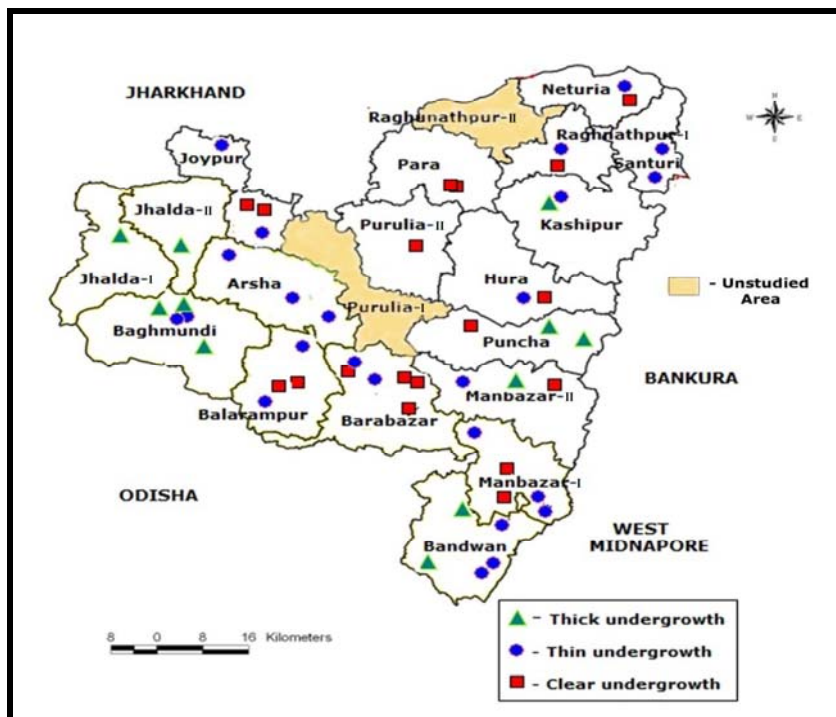 JHARKHAND
Neturia
Raghunathpur-II
Raghnathpur-I
Joypur
Para
Santuri
Jhalda-II
Purulia-II
Kashipur
Jhalda-I
Arsha
Hura
- Unstudied
Area
Purulia-I
Baghmundi
Puncha
BANKURA
Manbazar-II
Balarampur
Barabazar
Manbazar-I
ODISHA
WEST
MIDNAPORE
Bandwan
- Thick undergrowth
- Thin undergrowth
- Clear undergrowth
8 0 8 16 Kilometers
N
W E
S